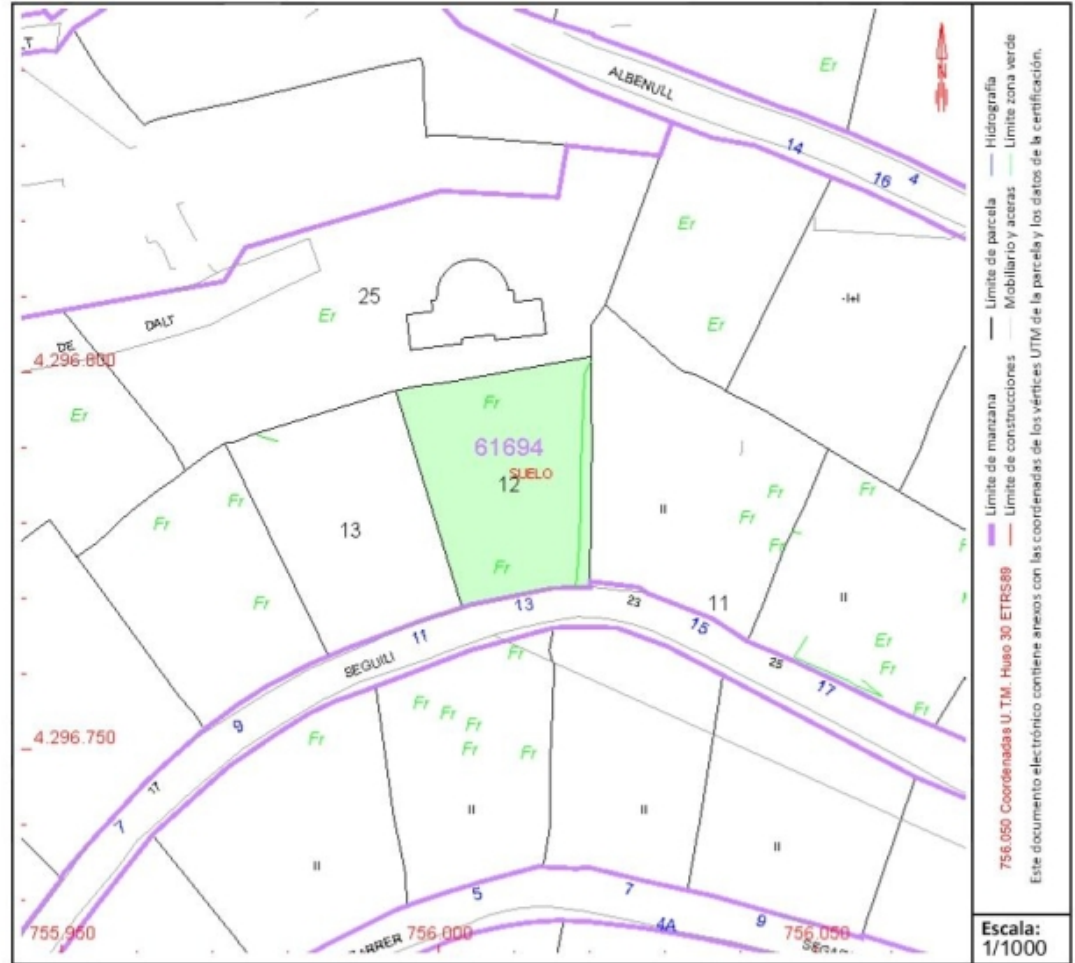 ALBENULL
Er
14
16
4
Er
25
-I+I
Er
DALT
DE
Er
4.296.800
Er
Fr
61694
SUELO
12
Fr
Fr
13
II
Fr
Fr
Fr
Fr
Fr
Fr
II
13
23
11
15
11
Er
SEGUILI
Fr
25
Fr
17
Fr
Fr
Fr
Fr
Fr
Fr
9
4.296.750
Fr
17
7
II
II
II
II
5
7
9
4A
755.950
756.000
756.050
Hidrografía
Límite zona verde
Límite de parcela
Mobiliario y aceras
Límite de manzana
Límite de construcciones
756.050 Coordenadas U.T.M. Huso 30 ETRS89
Este documento electrónico contiene anexos con las coordenadas de los vértices UTM de la parcela y los datos de la certificación.
Escala:
1/1000